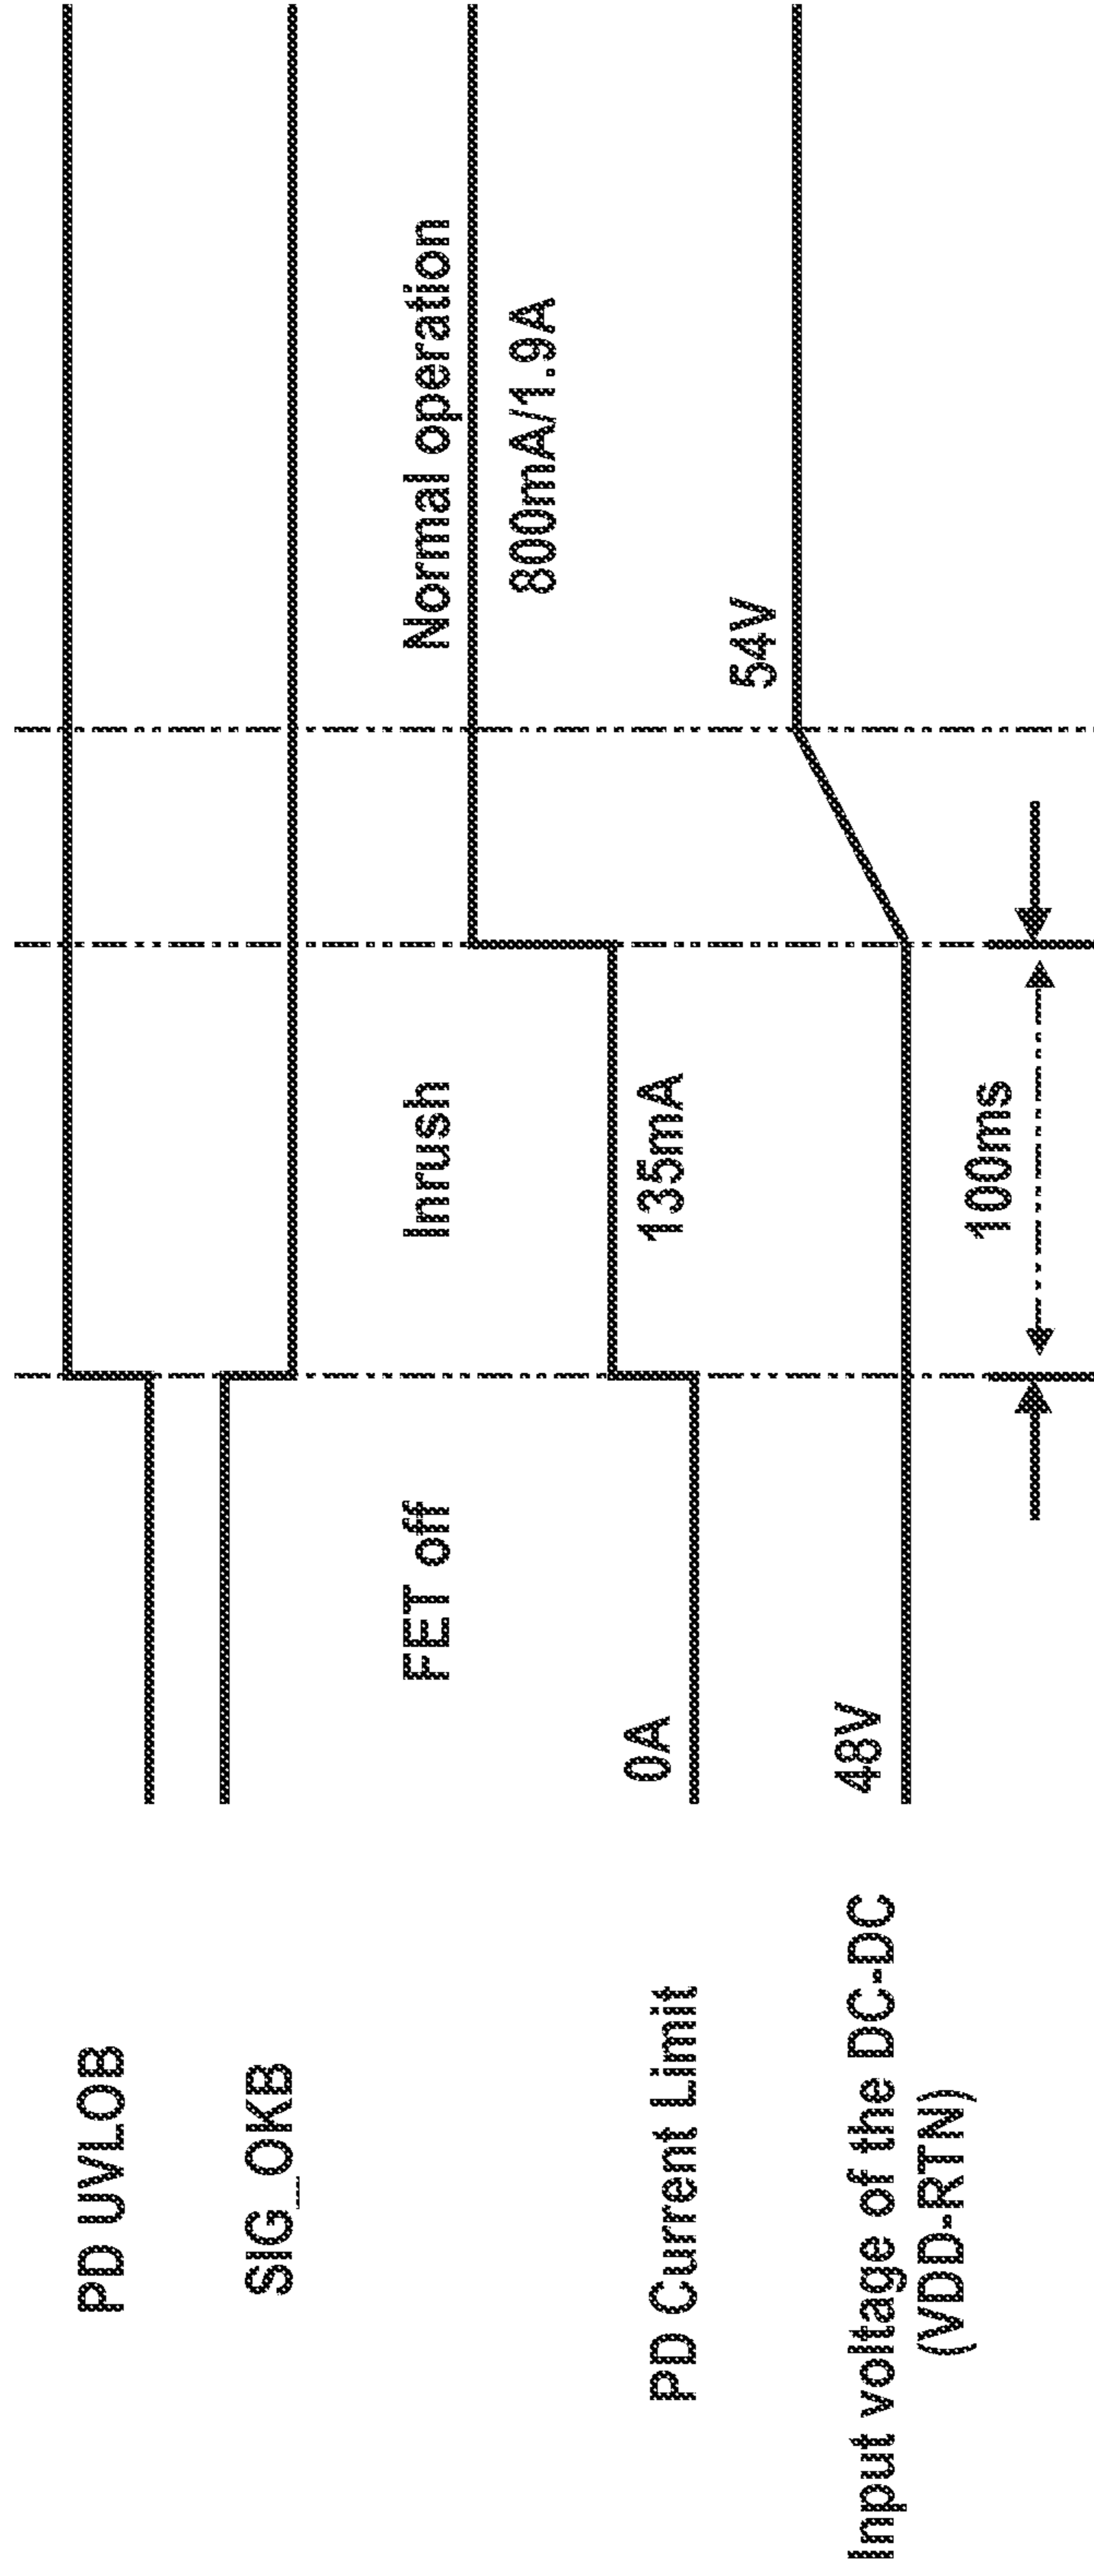 PD UVLOB
SIG_OKB
FET off
Inrush
Normal operation
PD Current Limit
0A
135mA
800mA/1.9A
Input voltage of the DC-DC
(VDD-RTN)
48V
54V
100ms